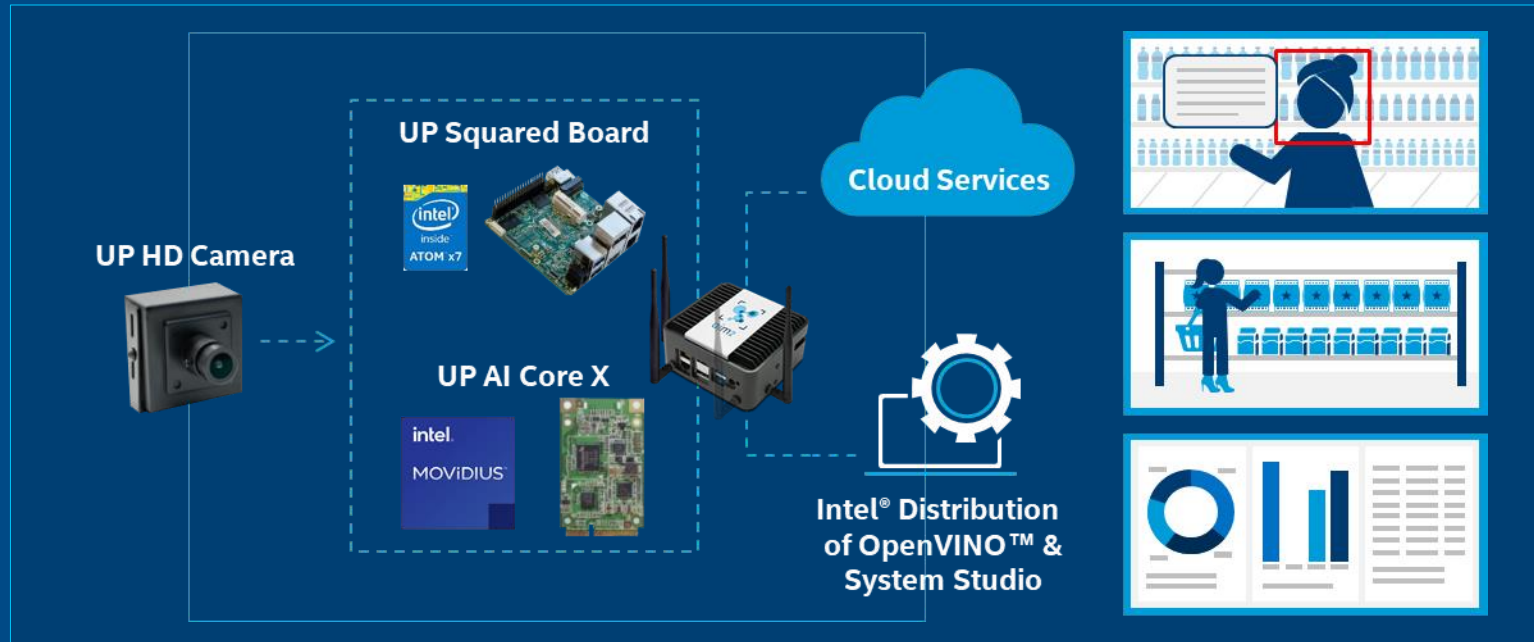 UP HD Camera
UP Squared Board
intel
inside
ATOM x7
UP AI Core X
intel.
MOVIDIUS
Cloud Services
Intel® Distribution
of OpenVINO™ &
System Studio